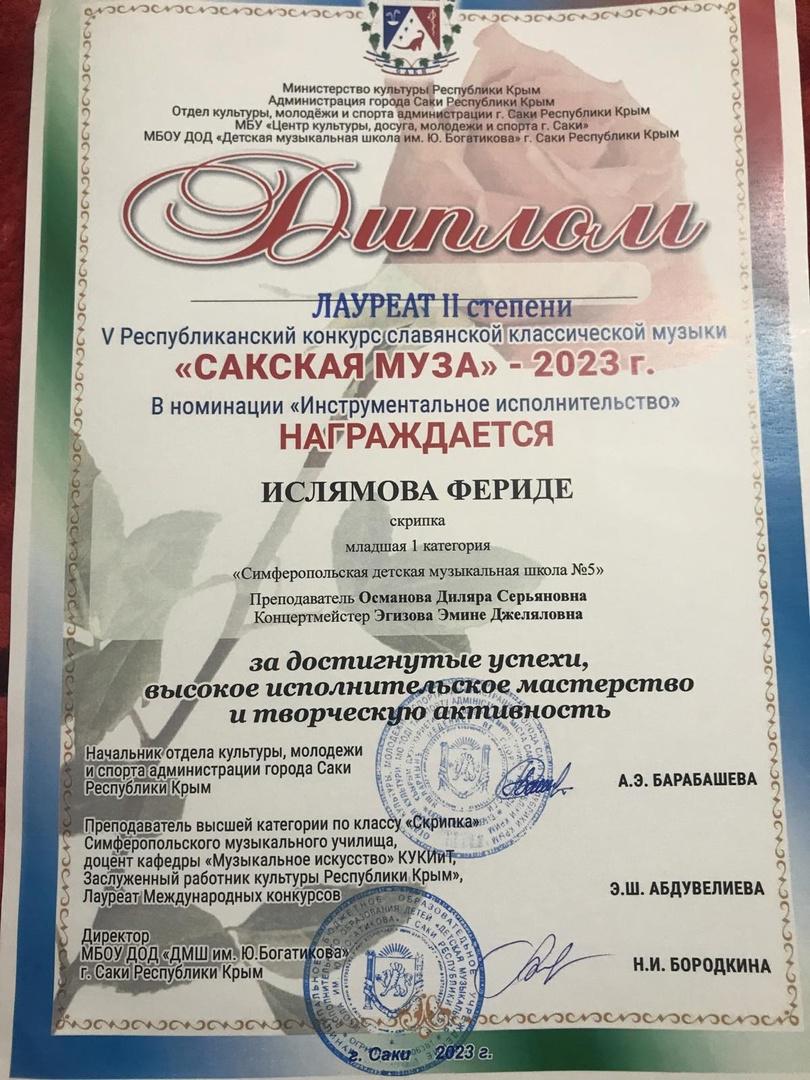 САКИ
Министерство культуры Республики Крым
Администрация города Саки Республики Крым
Отдел культуры, молодёжи и спорта администрации г. Саки Республики Крым
МБУ «Центр культуры, досуга, молодежи и спорта г. Саки»
МБОУ ДОД «Детская музыкальная школа им. Ю. Богатикова» г. Саки Республики Крым
Диплом
ЛАУРЕАТ II степени
V Республиканский конкурс славянской классической музыки
«САКСКАЯ МУЗА» - 2023 г.
В номинации «Инструментальное исполнительство»
НАГРАЖДАЕТСЯ
ИСЛЯМОВА ФЕРИДЕ
скрипка
младшая 1 категория
«Симферопольская детская музыкальная школа №5»
Преподаватель Османова Диляра Серьяновна
Концертмейстер Эгизова Эмине Джеляловна
за достигнутые успехи,
высокое исполнительское мастерство
и творческую активность
Начальник отдела культуры, молодежи
и спорта администрации города Саки
Республики Крым
А.Э. БАРАБАШЕВА
Преподаватель высшей категории по классу «Скрипка»
Симферопольского музыкального училища,
доцент кафедры «Музыкальное искусство» КУКИиТ,
Заслуженный работник культуры Республики Крым»,
Лауреат Международных конкурсов
Э.Ш. АБДУВЕЛИЕВА
Директор
МБОУ ДОД «ДМШ им. Ю.Богатикова»
г. Саки Республики Крым
Н.И. БОРОДКИНА
г. Саки 2023 г.